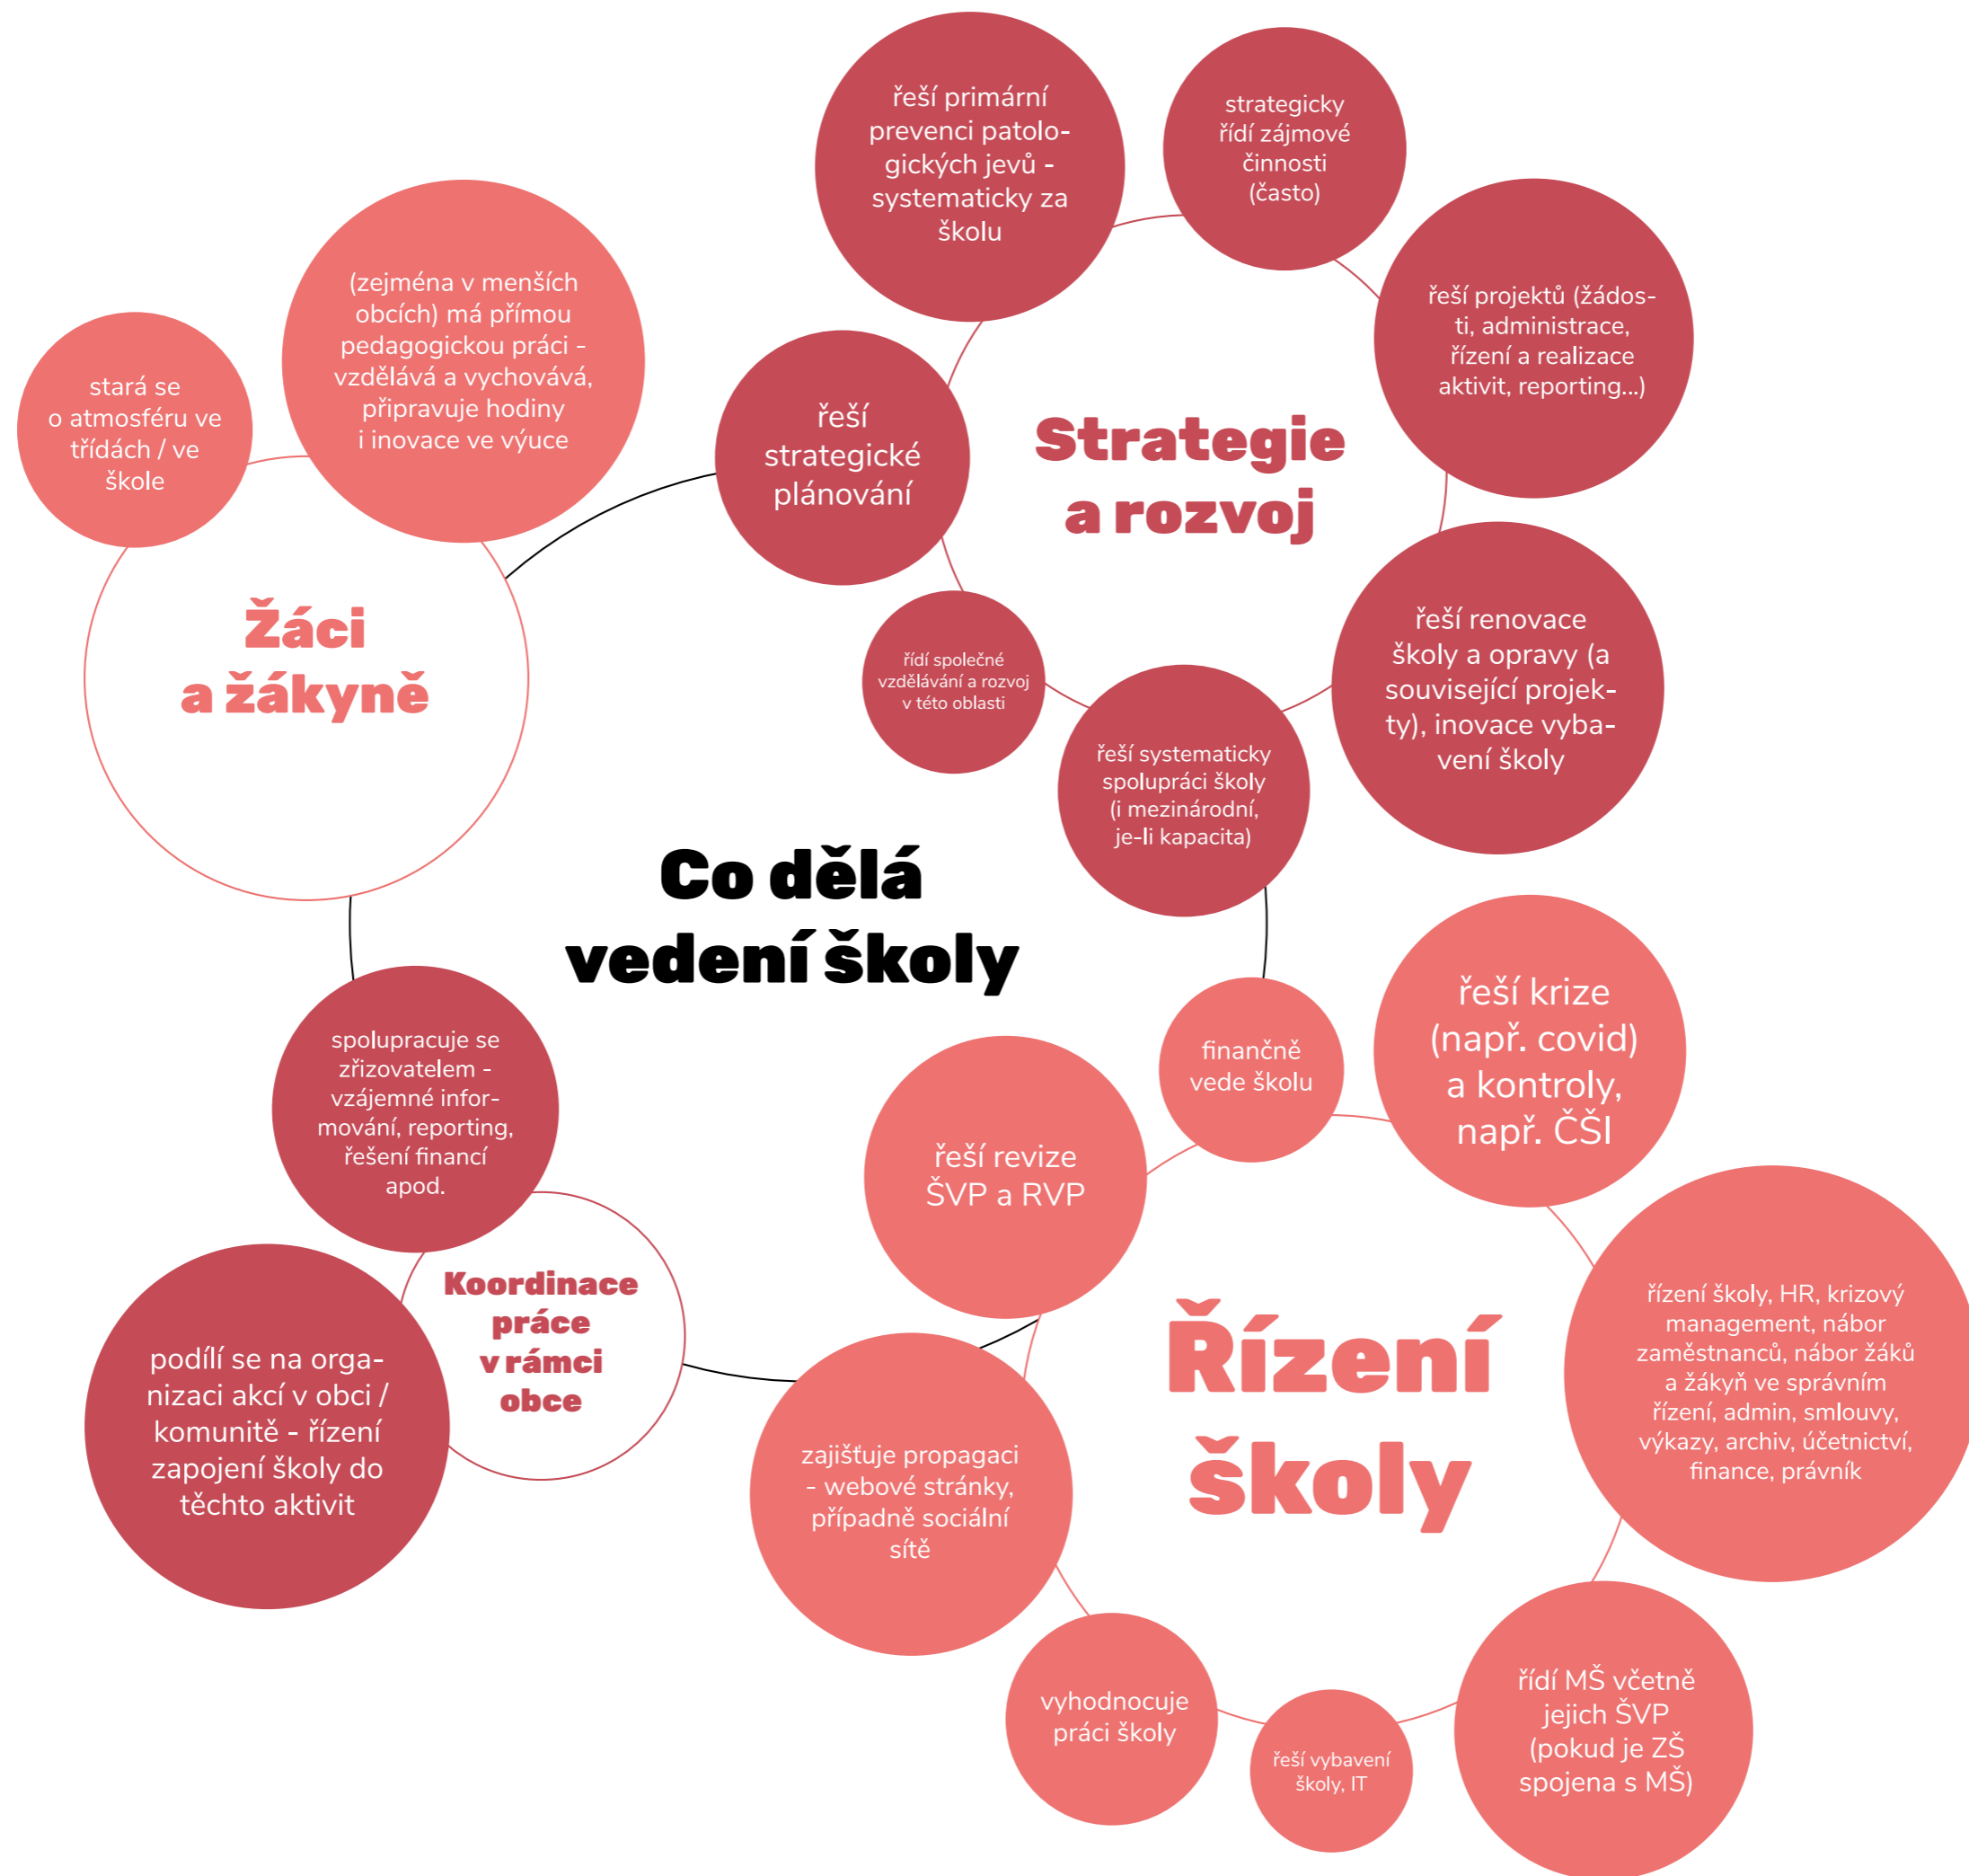 Co dělá
vedení školy
Žáci
a žákyně
stará se
o atmosféru ve
třídách / ve
škole
(zejména v menších
obcích) má přímou
pedagogickou práci -
vzdělává a vychovává,
připravuje hodiny
i inovace ve výuce
Strategie
a rozvoj
řeší
strategické
plánování
řeší primární
prevenci patolo-
gických jevů -
systematicky za
školu
strategicky
řídí zájmové
činnosti
(často)
řeší projektů (žádos-
ti, administrace,
řízení a realizace
aktivit, reporting...)
řeší renovace
školy a opravy (a
související projek-
ty), inovace vyba-
vení školy
řeší systematicky
spolupráci školy
(i mezinárodní,
je-li kapacita)
řídí společné
vzdělávání a rozvoj
v této oblasti
Řízení
školy
finančně
vede školu
řeší krize
(např. covid)
a kontroly,
např. ČŠI
řízení školy, HR, krizový
management, nábor
zaměstnanců, nábor žáků
a žákyň ve správním
řízení, admin, smlouvy,
výkazy, archiv, účetnictví,
finance, právník
řídí MŠ včetně
jejich ŠVP
(pokud je ZŠ
spojena s MŠ)
řeší vybavení
školy, IT
vyhodnocuje
práci školy
zajišťuje propagaci
- webové stránky,
případně sociální
sítě
řeší revize
ŠVP a RVP
Koordinace
práce
v rámci
obce
spolupracuje se
zřizovatelem -
vzájemné infor-
mování, reporting,
řešení financí
apod.
podílí se na orga-
nizaci akcí v obci /
komunitě - řízení
zapojení školy do
těchto aktivit